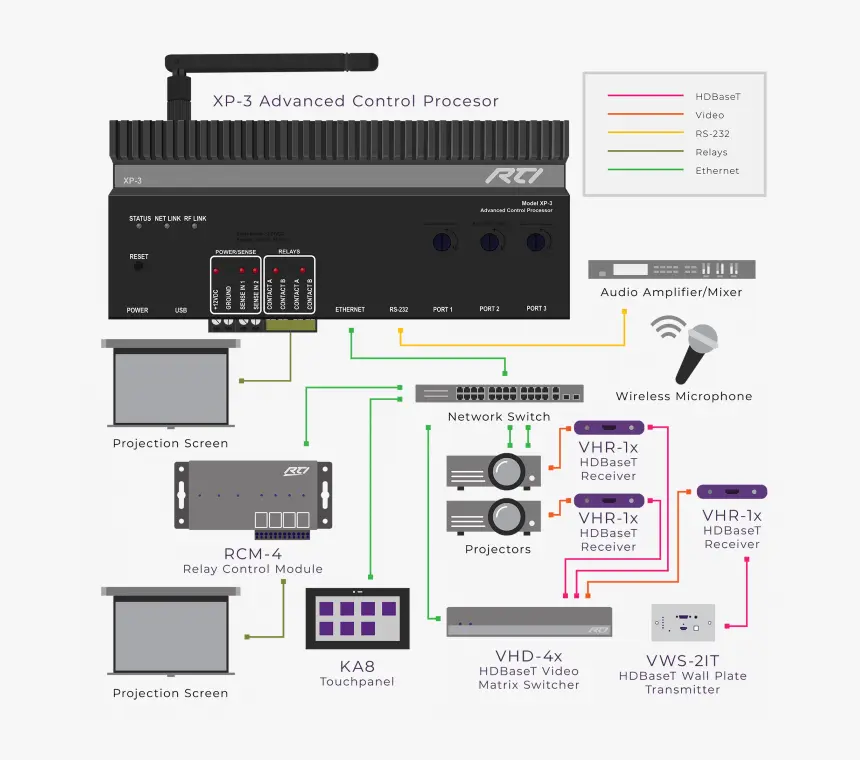 XP-3 Advanced Control Procesor
HDBaseT
Video
RS-232
Relays
Ethernet
XP-3
RTI
Model XP-3
Advanced Control Processor
STATUS NET LINK RF LINK
RESET
POWER/SENSE
RELAYS
+12VDC
GROUND
SENSE IN 1
SENSE IN 2
CONTACT A
CONTACT B
CONTACT A
CONTACT B
POWER
USB
ETHERNET
RS-232
PORT 1
PORT 2
PORT 3
Audio Amplifier/Mixer
Wireless Microphone
Projection Screen
Network Switch
VHR-1x
HDBaseT
Receiver
RTI
RCM-4
Relay Control Module
VHR-1x
HDBaseT
Receiver
Projectors
VHR-1x
HDBaseT
Receiver
Projection Screen
KA8
Touchpanel
RTI
VHD-4x
HDBaseT Video
Matrix Switcher
VWS-2IT
HDBaseT Wall Plate
Transmitter